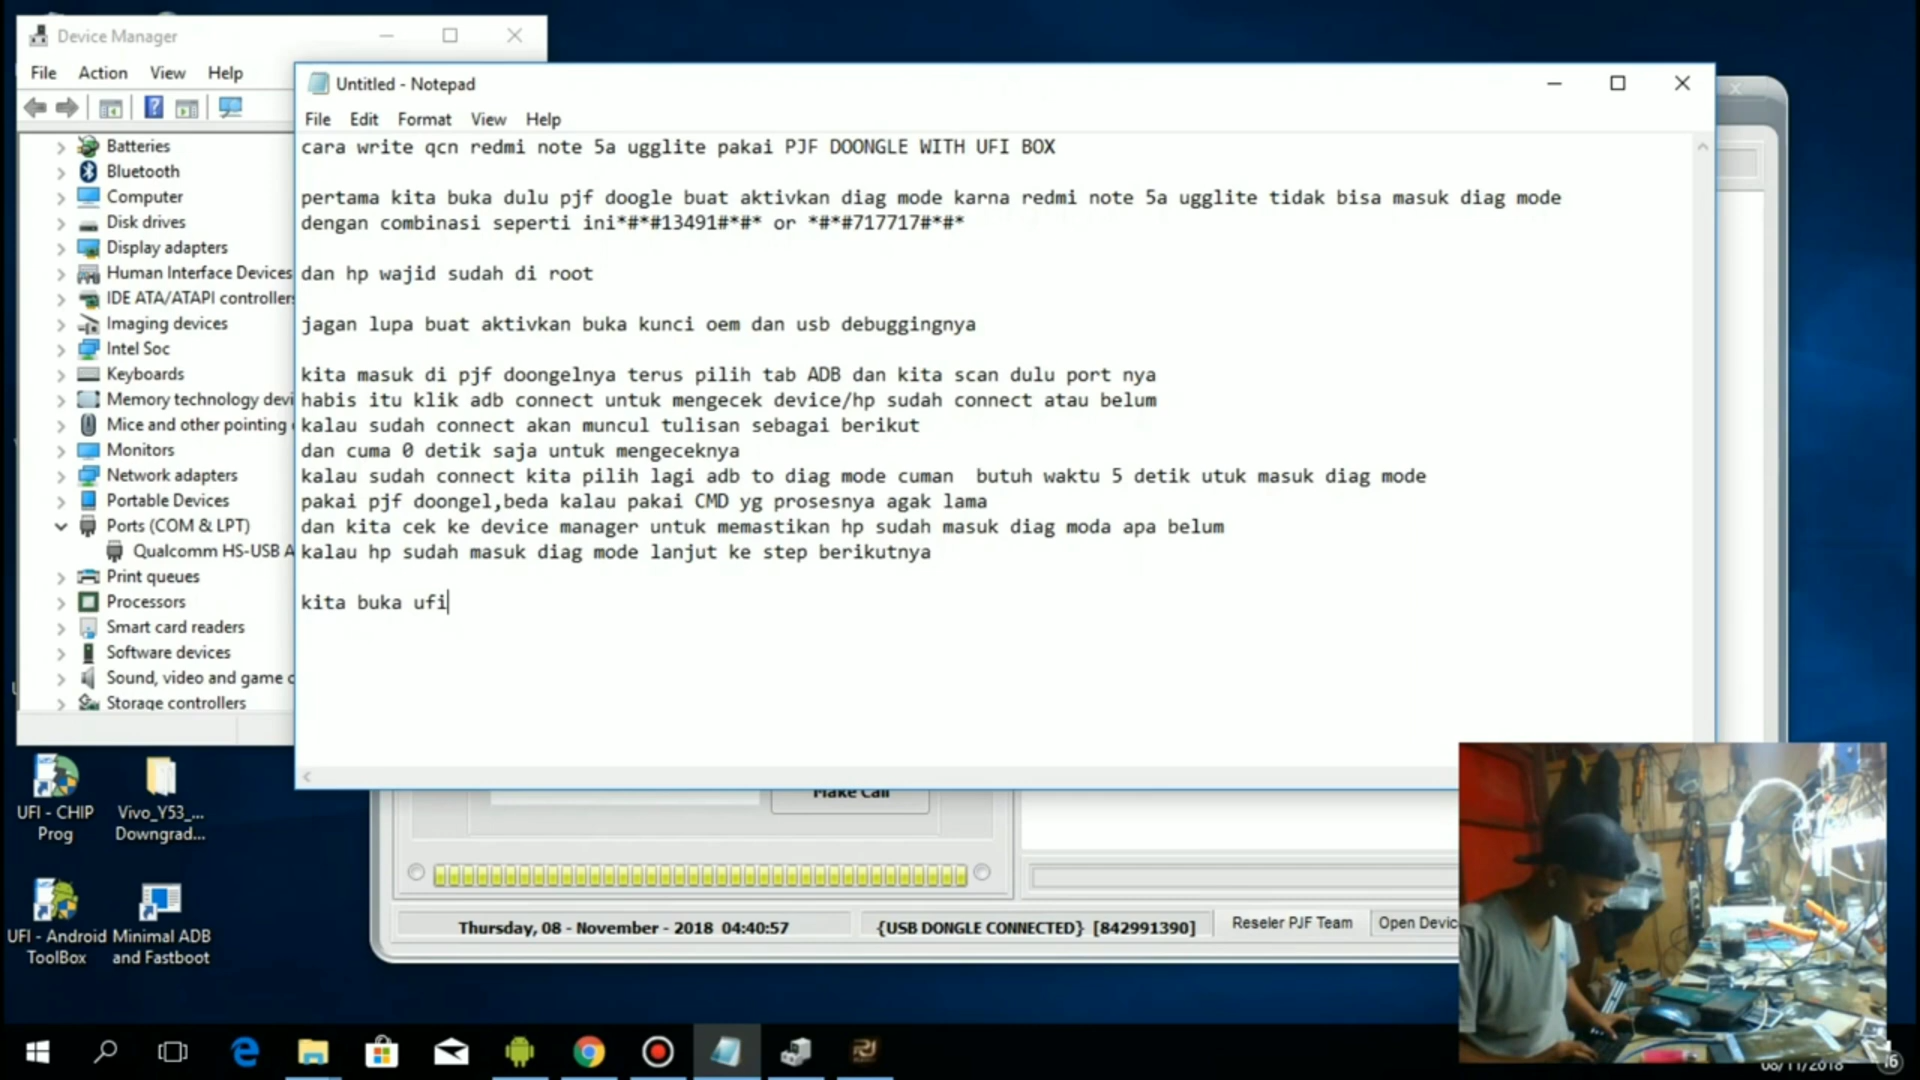 Device Manager
File Action View Help
Batteries
Bluetooth
Computer
Disk drives
Display adapters
Human Interface Devices
IDE ATA/ATAPI controllers
Imaging devices
Intel Soc
Keyboards
Memory technology devi
Mice and other pointing
Monitors
Network adapters
Portable Devices
Ports (COM & LPT)
Qualcomm HS-USB A
Print queues
Processors
Smart card readers
Software devices
Sound, video and game c
Storage controllers
Untitled - Notepad
File Edit Format View Help
cara write qcn redmi note 5a ugglite pakai PJF DOONGLE WITH UFI BOX
pertama kita buka dulu pjf doogle buat aktivkan diag mode karna redmi note 5a ugglite tidak bisa masuk diag mode
dengan combinasi seperti ini*#*#13491#*#* or *#*#717717#*#*
dan hp wajid sudah di root
jagan lupa buat aktivkan buka kunci oem dan usb debuggingnya
kita masuk di pjf doongelnya terus pilih tab ADB dan kita scan dulu port nya
habis itu klik adb connect untuk mengecek device/hp sudah connect atau belum
kalau sudah connect akan muncul tulisan sebagai berikut
dan cuma 0 detik saja untuk mengeceknya
kalau sudah connect kita pilih lagi adb to diag mode cuman  butuh waktu 5 detik utuk masuk diag mode
pakai pjf doongel,beda kalau pakai CMD yg prosesnya agak lama
dan kita cek ke device manager untuk memastikan hp sudah masuk diag moda apa belum
kalau hp sudah masuk diag mode lanjut ke step berikutnya
kita buka ufi
Make Call
Thursday, 08 - November - 2018 04:40:57
{USB DONGLE CONNECTED} [842991390]
Reseler PJF Team
Open Devic
UFI - CHIP
Prog
Vivo_Y53_...
Downgrad...
UFI - Android
ToolBox
Minimal ADB
and Fastboot
08/11/2018